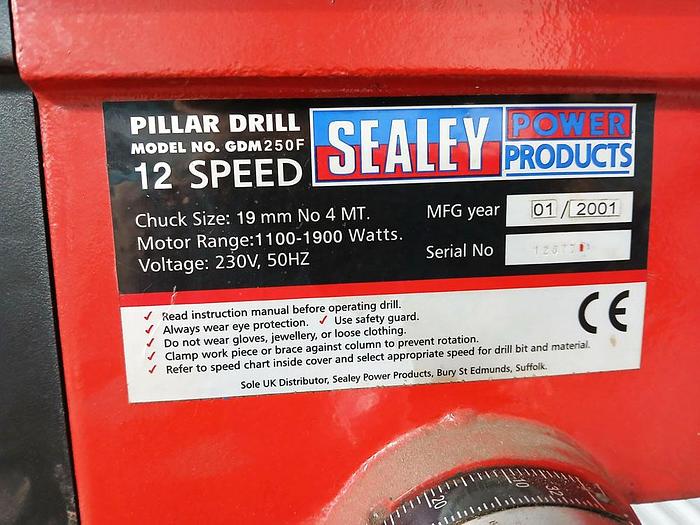 PILLAR DRILL
MODEL NO. GDM250F
12 SPEED
SEALEY
POWER
PRODUCTS
Chuck Size: 19 mm No 4 MT.
Motor Range:1100-1900 Watts.
Voltage: 230V, 50HZ
MFG year 01 / 2001
Serial No
✓ Read instruction manual before operating drill.
✓ Always wear eye protection. ✓ Use safety guard.
✓ Do not wear gloves, jewellery, or loose clothing.
✓ Clamp work piece or brace against column to prevent rotation.
✓ Refer to speed chart inside cover and select appropriate speed for drill bit and material.
CE
Sole UK Distributor, Sealey Power Products, Bury St Edmunds, Suffolk.
20 10 32